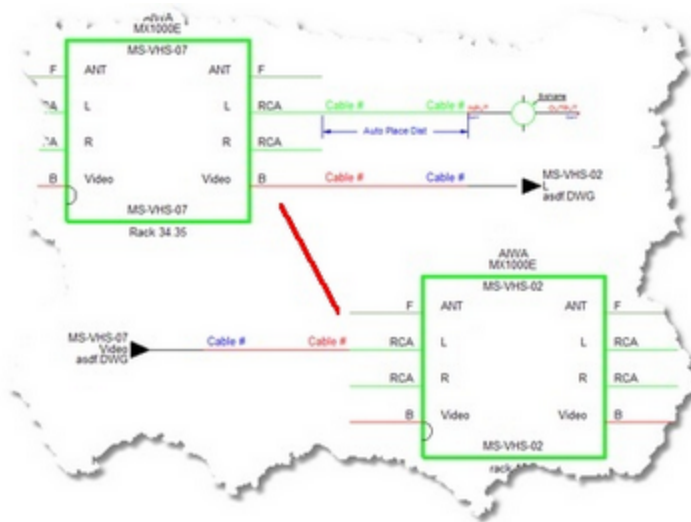 MX1000E
MS-VHS-07
F ANT ANT F
L L RCA Cable # Cable # INPUT OUTPUT
Auto Place Dist
R R RCA
B Video Video B Cable # Cable # MS-VHS-02
L
asdf.DWG
MS-VHS-07
Rack 34.35
AIWA
MX1000E
MS-VHS-02
F ANT ANT F
MS-VHS-07
Video
asdf.DWG
Cable # Cable # RCA L L RCA
RCA R R RCA
B Video Video B
MS-VHS-02